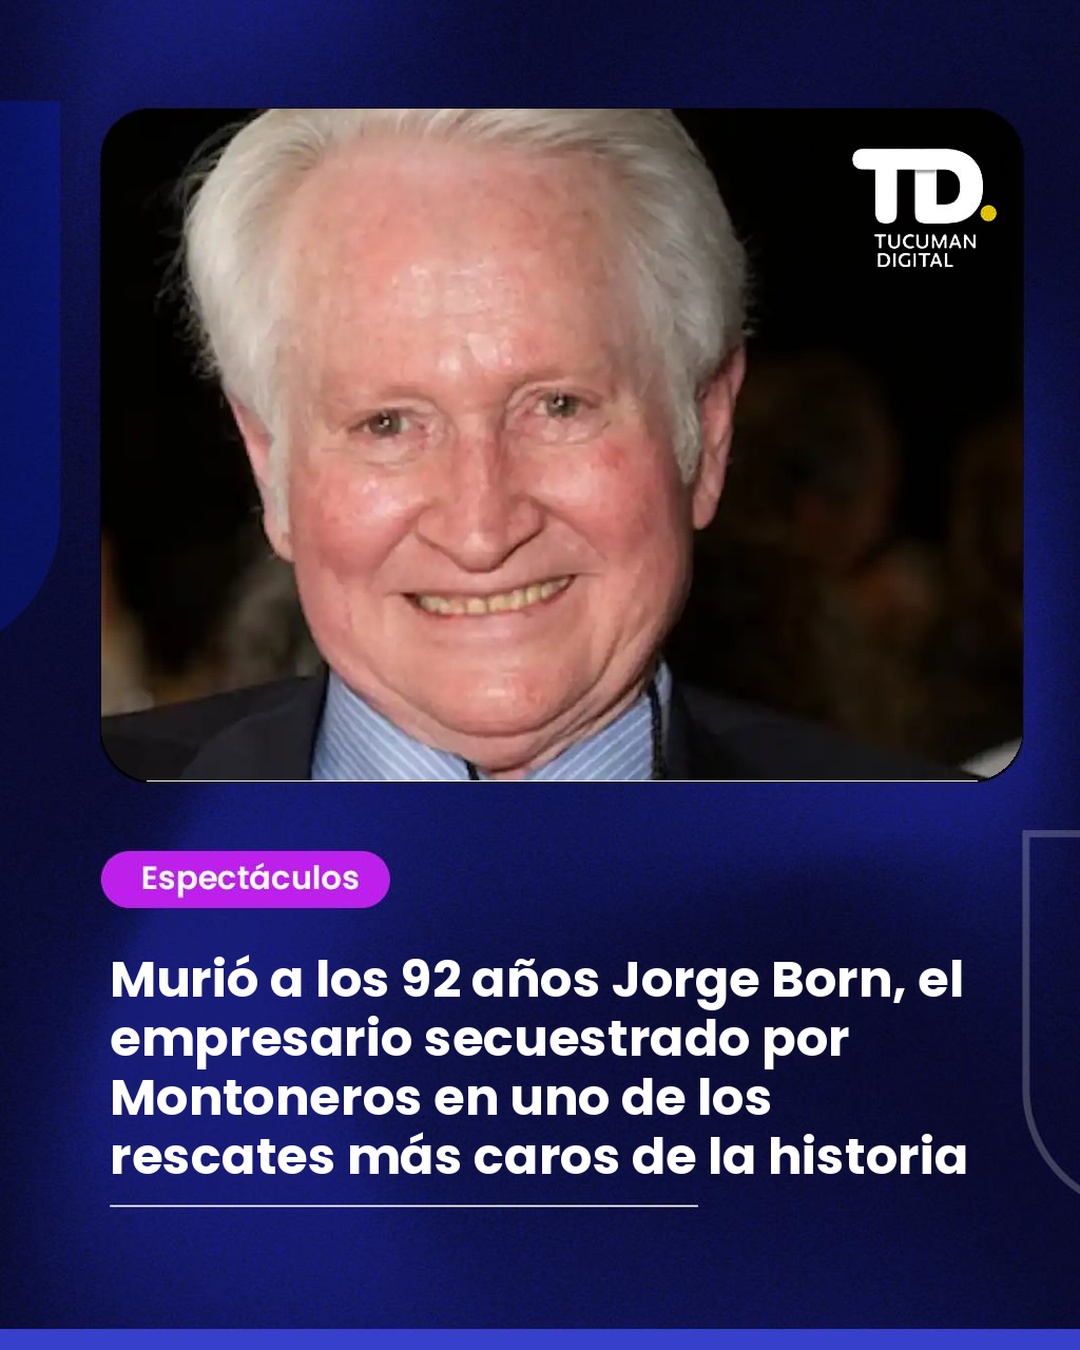 TD.
TUCUMAN
DIGITAL
Espectáculos
Murió a los 92 años Jorge Born, el
empresario secuestrado por
Montoneros en uno de los
rescates más caros de la historia